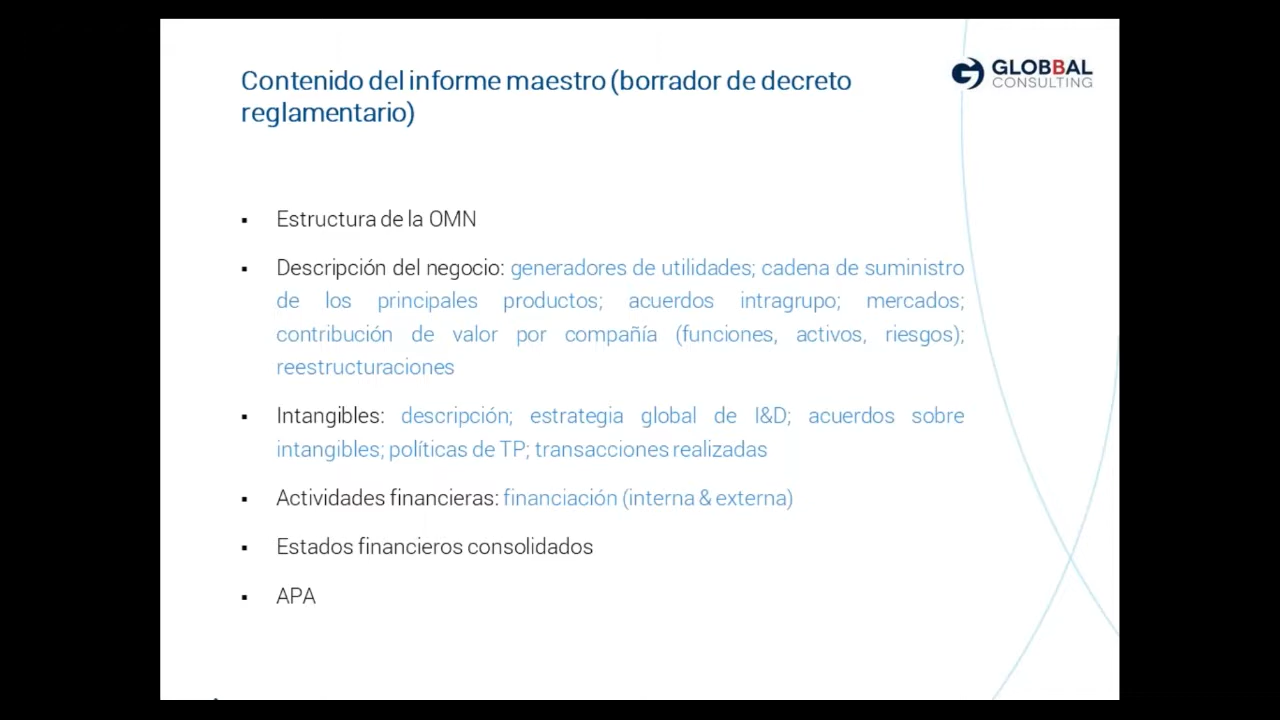 Contenido del informe maestro (borrador de decreto
reglamentario)
GLOBBAL
CONSULTING
▪ Estructura de la OMN
▪ Descripción del negocio: generadores de utilidades; cadena de suministro
de los principales productos; acuerdos intragrupo; mercados;
contribución de valor por compañía (funciones, activos, riesgos);
reestructuraciones
▪ Intangibles: descripción; estrategia global de I&D; acuerdos sobre
intangibles; políticas de TP; transacciones realizadas
▪ Actividades financieras: financiación (interna & externa)
▪ Estados financieros consolidados
▪ APA